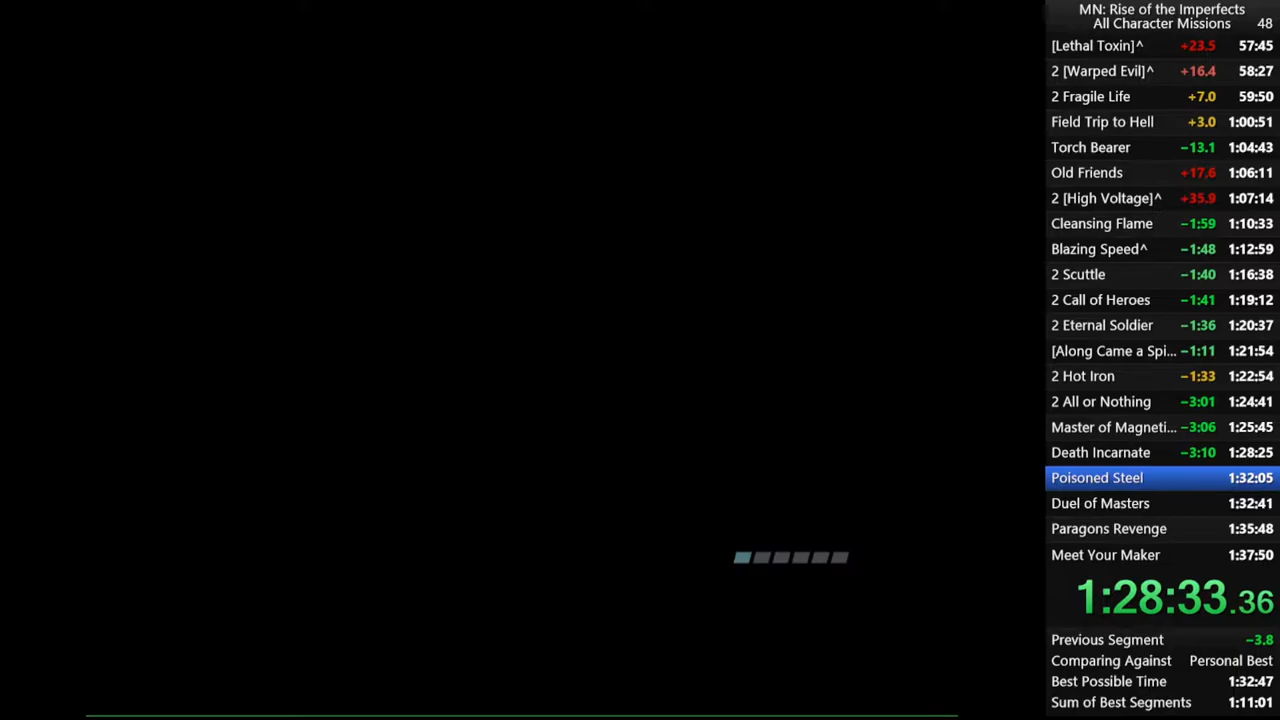 MN: Rise of the Imperfects
All Character Missions 48
[Lethal Toxin]^ +23.5 57:45
2 [Warped Evil]^ +16.4 58:27
2 Fragile Life +7.0 59:50
Field Trip to Hell +3.0 1:00:51
Torch Bearer −13.1 1:04:43
Old Friends +17.6 1:06:11
2 [High Voltage]^ +35.9 1:07:14
Cleansing Flame −1:59 1:10:33
Blazing Speed^ −1:48 1:12:59
2 Scuttle −1:40 1:16:38
2 Call of Heroes −1:41 1:19:12
2 Eternal Soldier −1:36 1:20:37
[Along Came a Spi... −1:11 1:21:54
2 Hot Iron −1:33 1:22:54
2 All or Nothing −3:01 1:24:41
Master of Magneti... −3:06 1:25:45
Death Incarnate −3:10 1:28:25
Poisoned Steel 1:32:05
Duel of Masters 1:32:41
Paragons Revenge 1:35:48
Meet Your Maker 1:37:50
1:28:33.36
Previous Segment −3.8
Comparing Against Personal Best
Best Possible Time 1:32:47
Sum of Best Segments 1:11:01